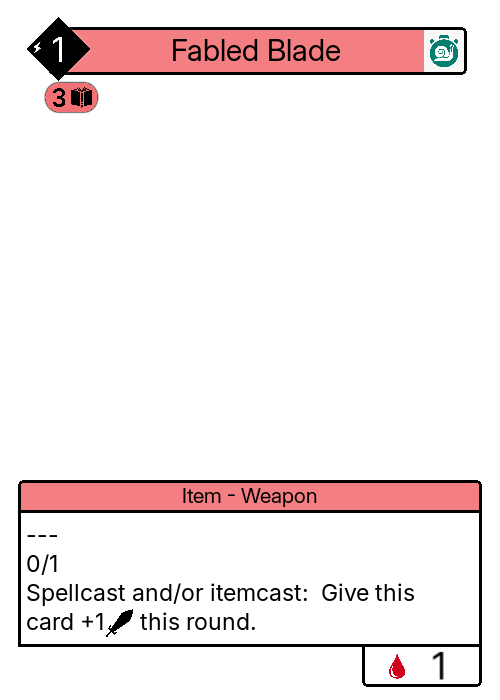 1
Fabled Blade
3
Item - Weapon
---
0/1
Spellcast and/or itemcast:  Give this
card +1 this round.
1